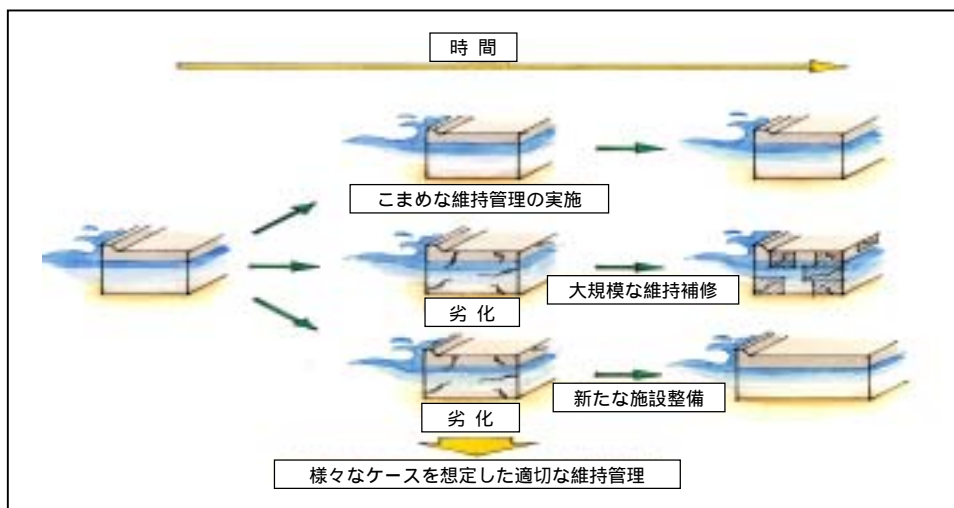 時 間
こまめな維持管理の実施
大規模な維持補修
劣 化
新たな施設整備
劣 化
様々なケースを想定した適切な維持管理